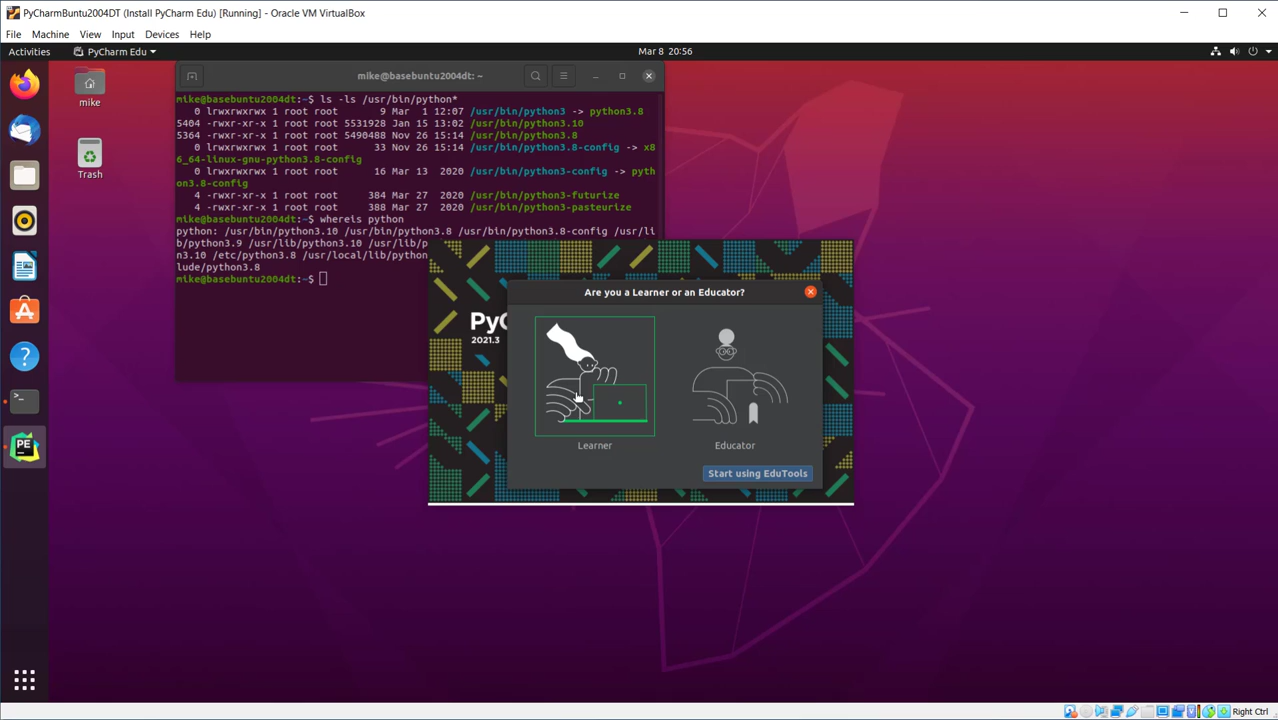 PyCharmBuntu2004DT (Install PyCharm Edu) [Running] - Oracle VM VirtualBox
File Machine View Input Devices Help
Activities PyCharm Edu Mar 8 20:56
mike@basebuntu2004dt: ~
mike
Trash
mike@basebuntu2004dt:~$ ls -ls /usr/bin/python*
0 lrwxrwxrwx 1 root root 9 Mar 1 12:07 /usr/bin/python3 -> python3.8
5404 -rwxr-xr-x 1 root root 5531928 Jan 15 13:02 /usr/bin/python3.10
5364 -rwxr-xr-x 1 root root 5490488 Nov 26 15:14 /usr/bin/python3.8
0 lrwxrwxrwx 1 root root 33 Nov 26 15:14 /usr/bin/python3.8-config -> x8
6_64-linux-gnu-python3.8-config
0 lrwxrwxrwx 1 root root 16 Mar 13 2020 /usr/bin/python3-config -> pyth
on3.8-config
4 -rwxr-xr-x 1 root root 384 Mar 27 2020 /usr/bin/python3-futurize
4 -rwxr-xr-x 1 root root 388 Mar 27 2020 /usr/bin/python3-pasteurize
mike@basebuntu2004dt:~$ whereis python
python: /usr/bin/python3.10 /usr/bin/python3.8 /usr/bin/python3.8-config /usr/li
b/python3.9 /usr/lib/python3.10 /usr/lib/p
n3.10 /etc/python3.8 /usr/local/lib/python
lude/python3.8
mike@basebuntu2004dt:~$
PyC
2021.3
Are you a Learner or an Educator?
Learner Educator
Start using EduTools
PE
Right Ctrl